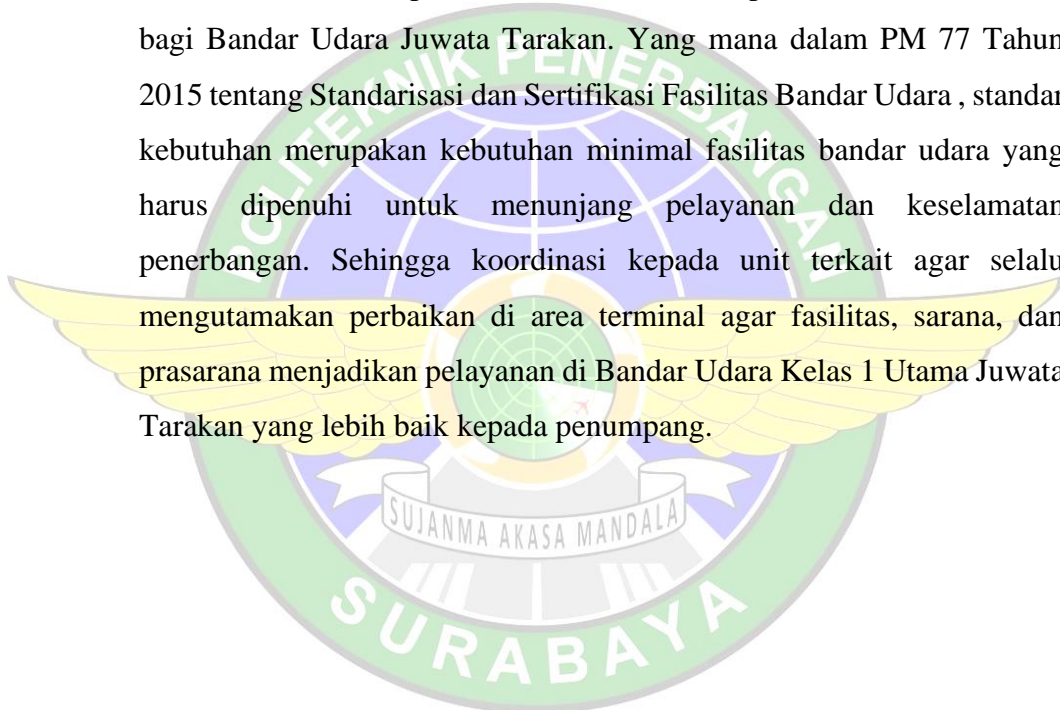 bagi Bandar Udara Juwata Tarakan. Yang mana dalam PM 77 Tahun
2015 tentang Standarisasi dan Sertifikasi Fasilitas Bandar Udara , standar
kebutuhan merupakan kebutuhan minimal fasilitas bandar udara yang
harus dipenuhi untuk menunjang pelayanan dan keselamatan
penerbangan. Sehingga koordinasi kepada unit terkait agar selalu
mengutamakan perbaikan di area terminal agar fasilitas, sarana, dan
prasarana menjadikan pelayanan di Bandar Udara Kelas 1 Utama Juwata
Tarakan yang lebih baik kepada penumpang.
POLITEKNIK PENERBANGAN
SUJANMA AKASA MANDALA
SURABAYA